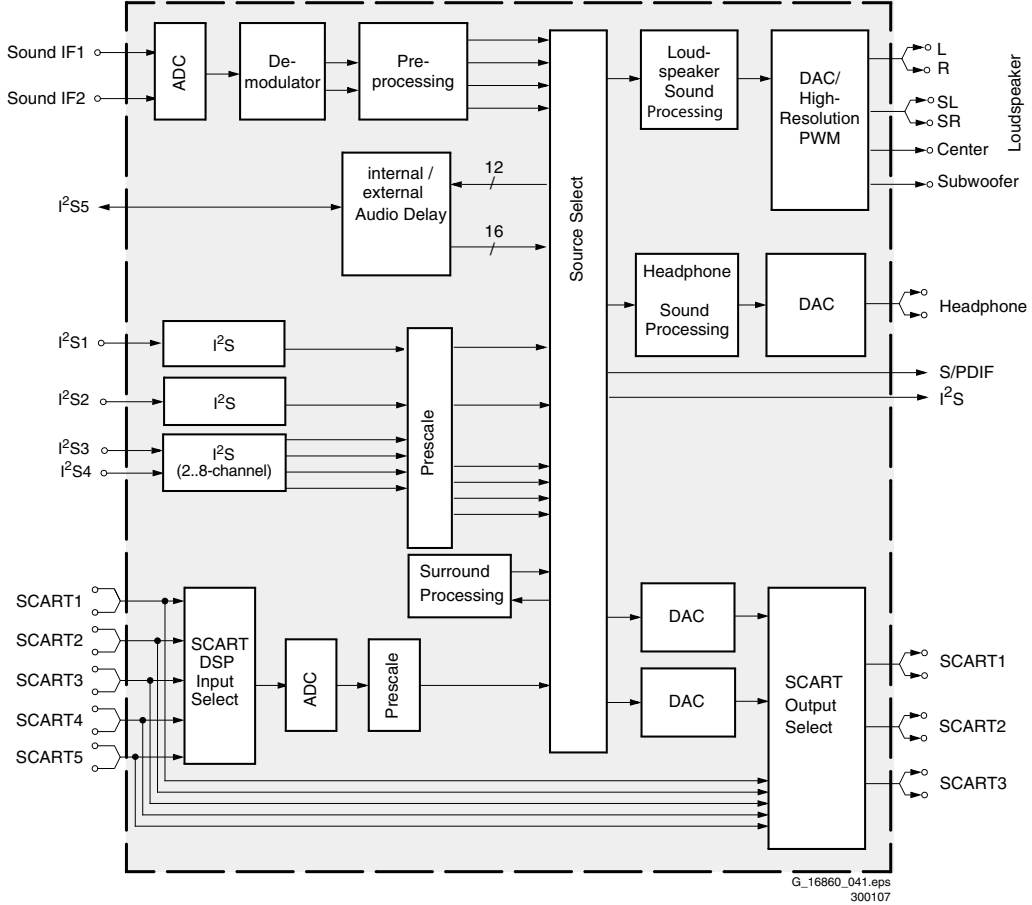 Sound IF1
Sound IF2
ADC
De-
modulator
Pre-
processing
Loud-
speaker
Sound
Processing
DAC/
High-
Resolution
PWM
L
R
SL
SR
Center
Subwoofer
Loudspeaker
I²S5
internal /
external
Audio Delay
12
16
Source Select
Headphone
Sound
Processing
DAC
Headphone
S/PDIF
I²S
I²S1
I²S
I²S2
I²S
I²S3
I²S4
I²S
(2..8-channel)
Prescale
Surround
Processing
SCART1
SCART2
SCART3
SCART4
SCART5
SCART
DSP
Input
Select
ADC
Prescale
DAC
DAC
SCART
Output
Select
SCART1
SCART2
SCART3
G_16860_041.eps
300107